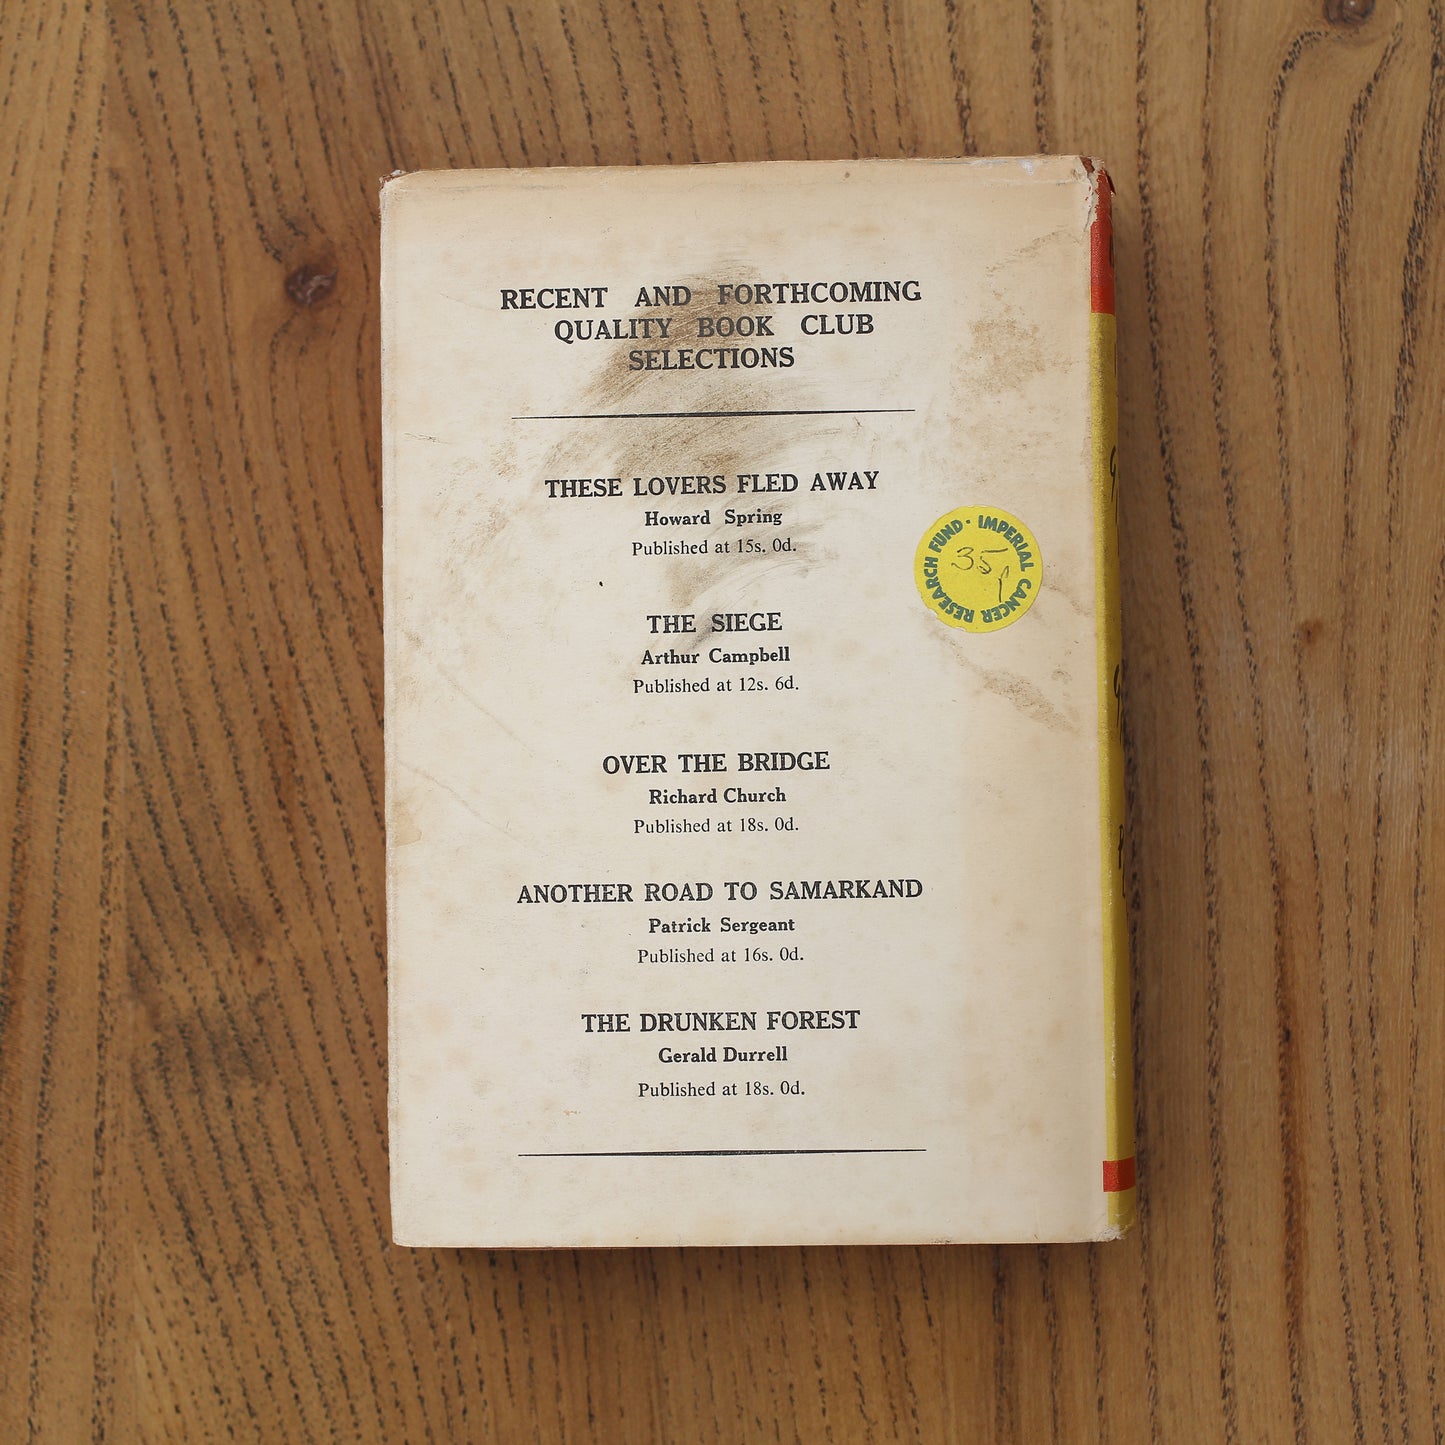 RECENT AND FORTHCOMING
QUALITY BOOK CLUB
SELECTIONS
THESE LOVERS FLED AWAY
Howard Spring
Published at 15s. 0d.
THE SIEGE
Arthur Campbell
Published at 12s. 6d.
OVER THE BRIDGE
Richard Church
Published at 18s. 0d.
ANOTHER ROAD TO SAMARKAND
Patrick Sergeant
Published at 16s. 0d.
THE DRUNKEN FOREST
Gerald Durrell
Published at 18s. 0d.
IMPERIAL CANCER RESEARCH FUND ·
35p